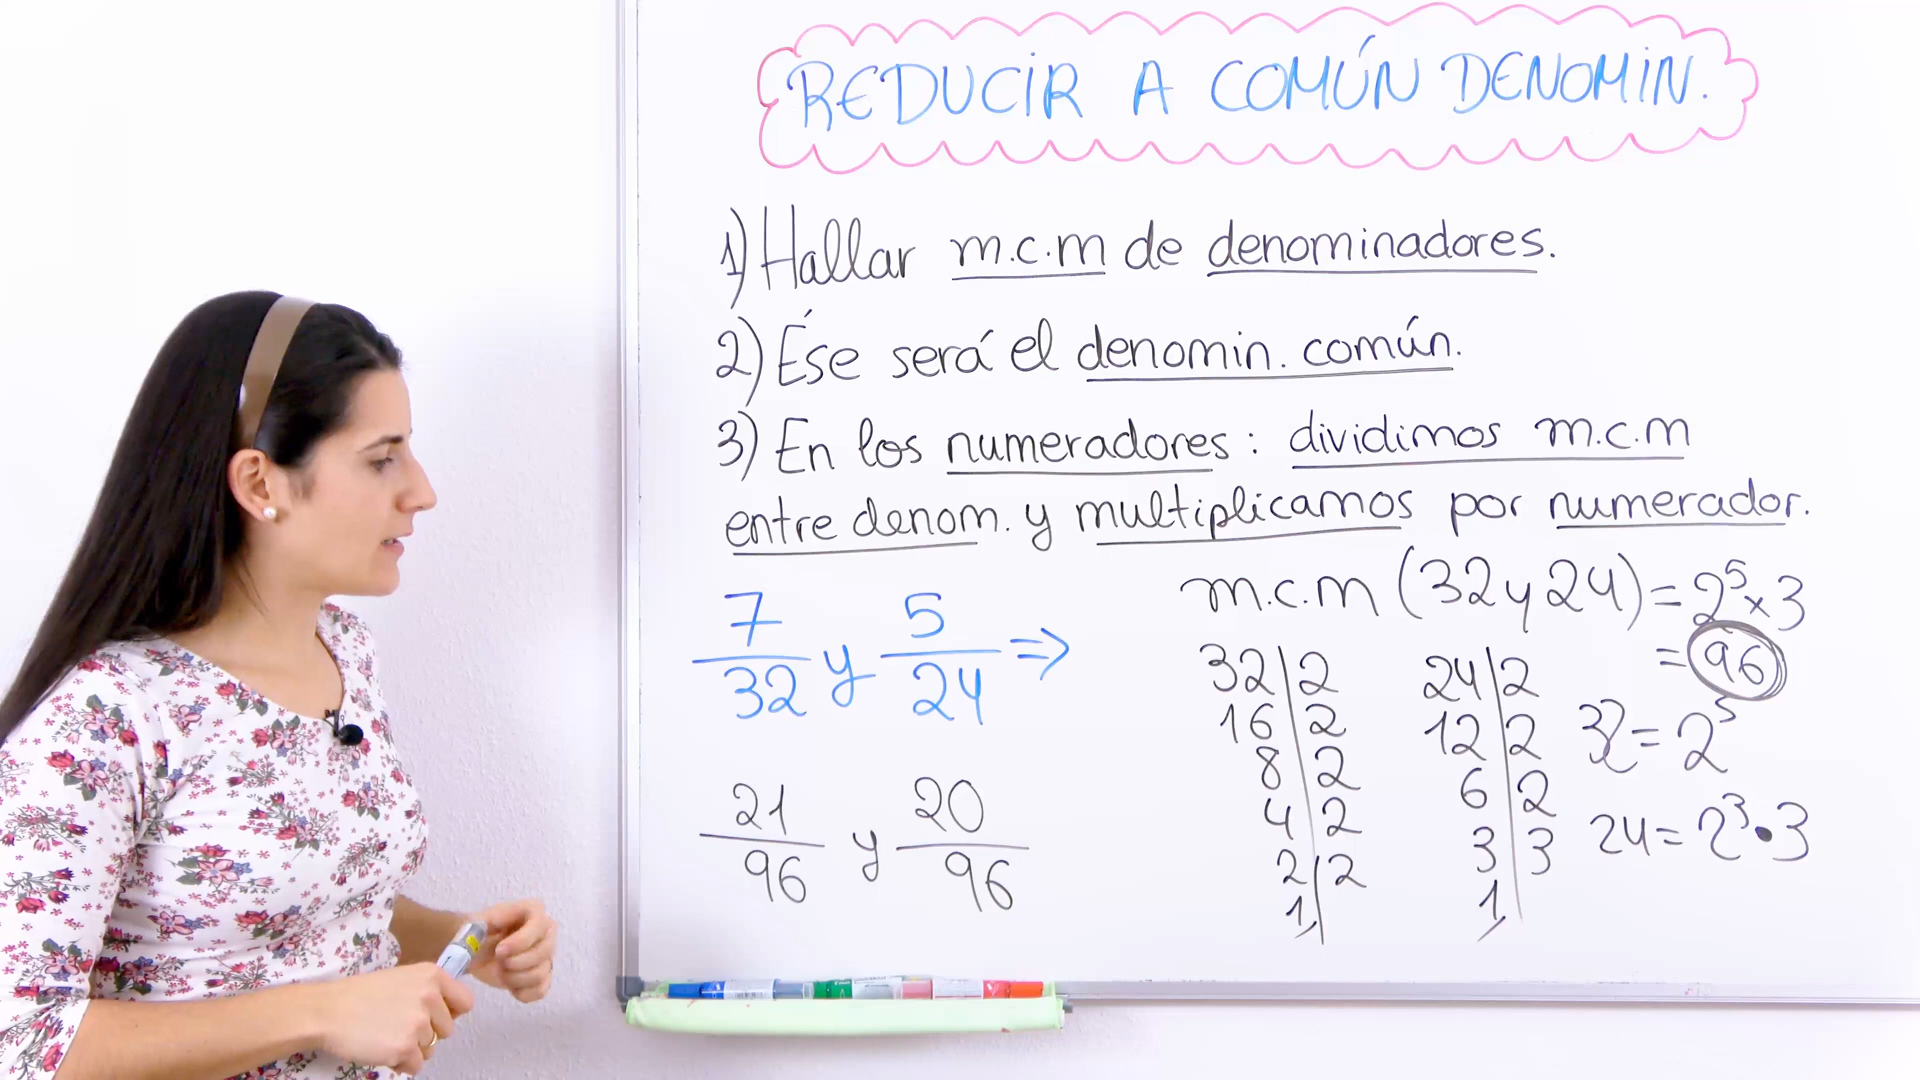 REDUCIR A COMÚN DENOMIN.
1) Hallar m.c.m de denominadores.
2) Ése será el denomin. común.
3) En los numeradores: dividimos m.c.m
entre denom. y multiplicamos por numerador.
7/32 y 5/24 ⇒
21/96 y 20/96
m.c.m (32 y 24) = 2⁵ × 3
= 96
32 | 2
16 | 2
8 | 2
4 | 2
2 | 2
1
24 | 2
12 | 2
6 | 2
3 | 3
1
32 = 2⁵
24 = 2³ • 3